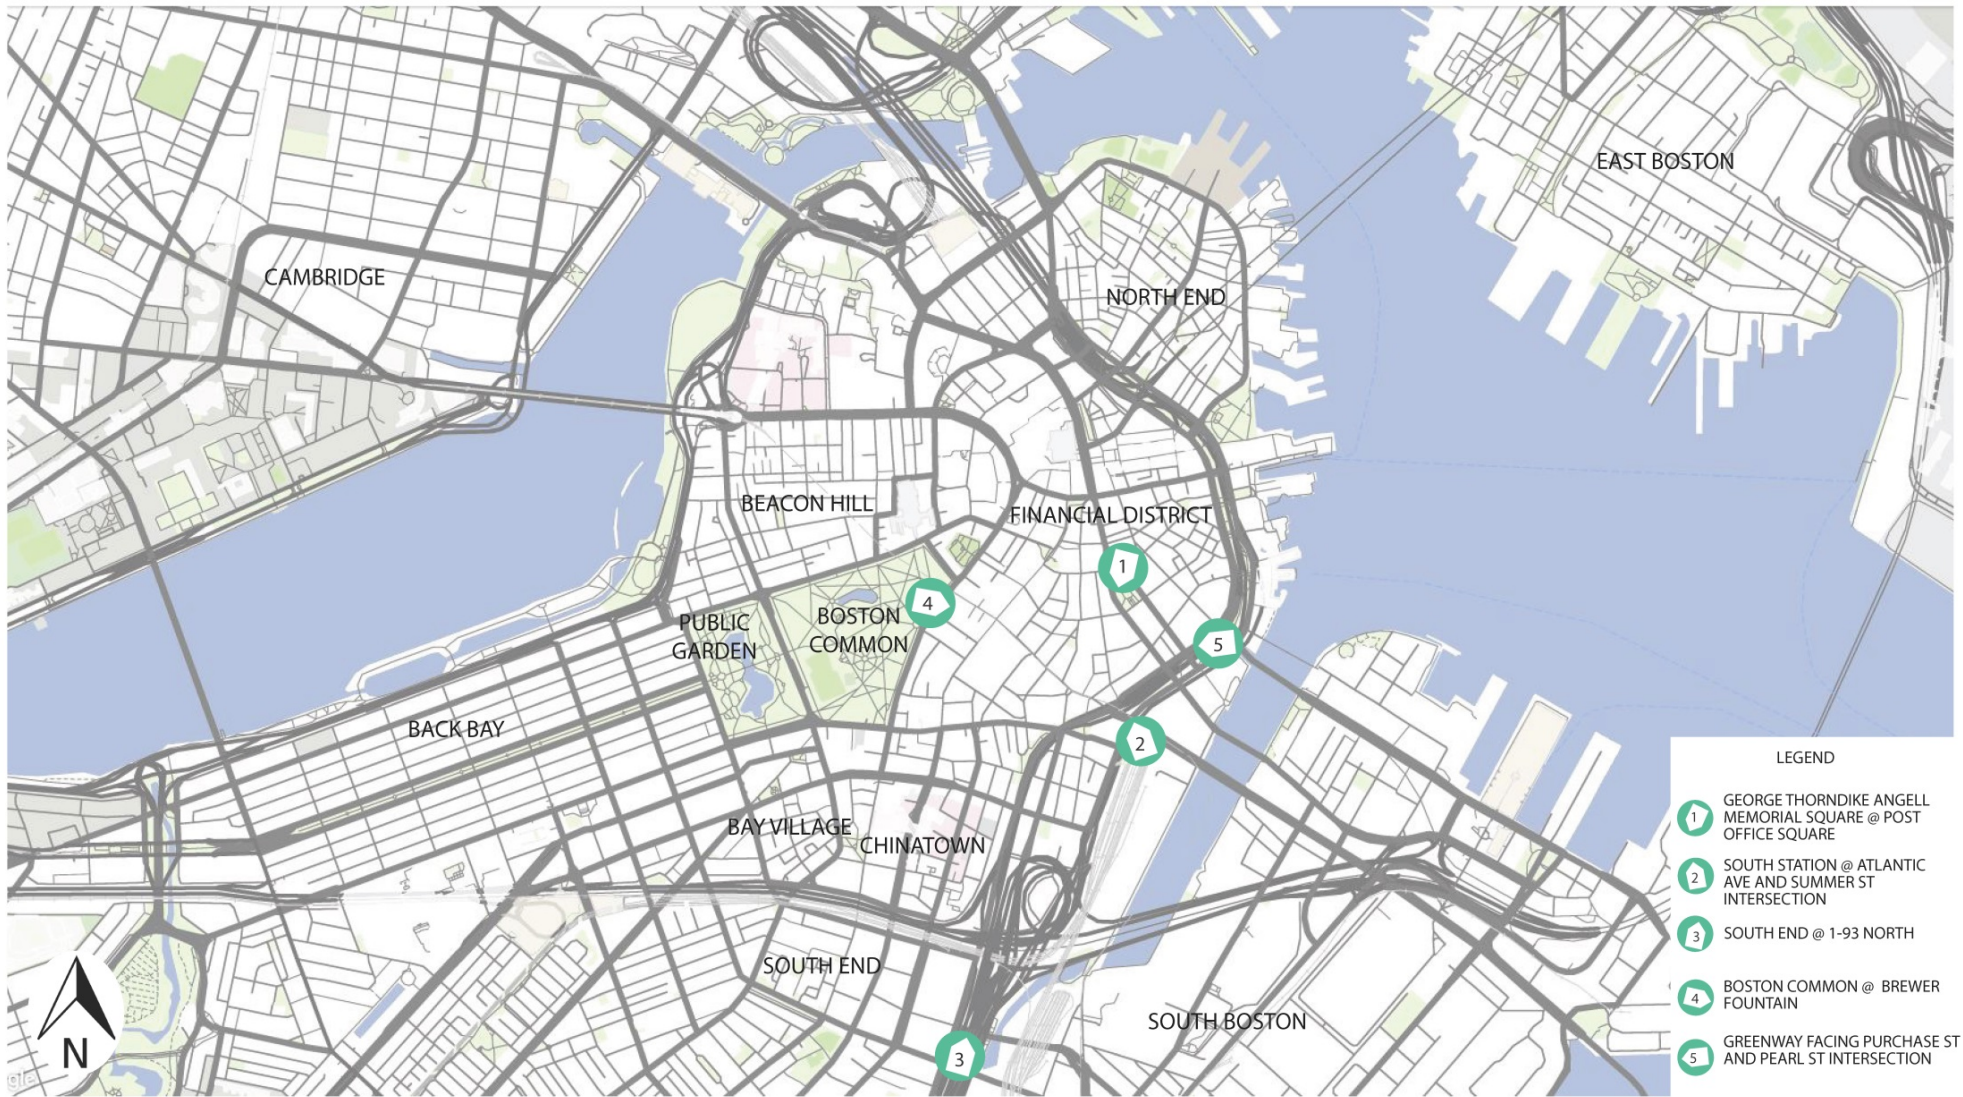 EAST BOSTON
CAMBRIDGE
NORTH END
BEACON HILL
FINANCIAL DISTRICT
1
4
BOSTON
COMMON
PUBLIC
GARDEN
5
BACK BAY
2
BAY VILLAGE
CHINATOWN
SOUTH END
SOUTH BOSTON
3
N
gle
LEGEND
1
GEORGE THORNDIKE ANGELL
MEMORIAL SQUARE @ POST
OFFICE SQUARE
2
SOUTH STATION @ ATLANTIC
AVE AND SUMMER ST
INTERSECTION
3
SOUTH END @ 1-93 NORTH
4
BOSTON COMMON @ BREWER
FOUNTAIN
5
GREENWAY FACING PURCHASE ST
AND PEARL ST INTERSECTION